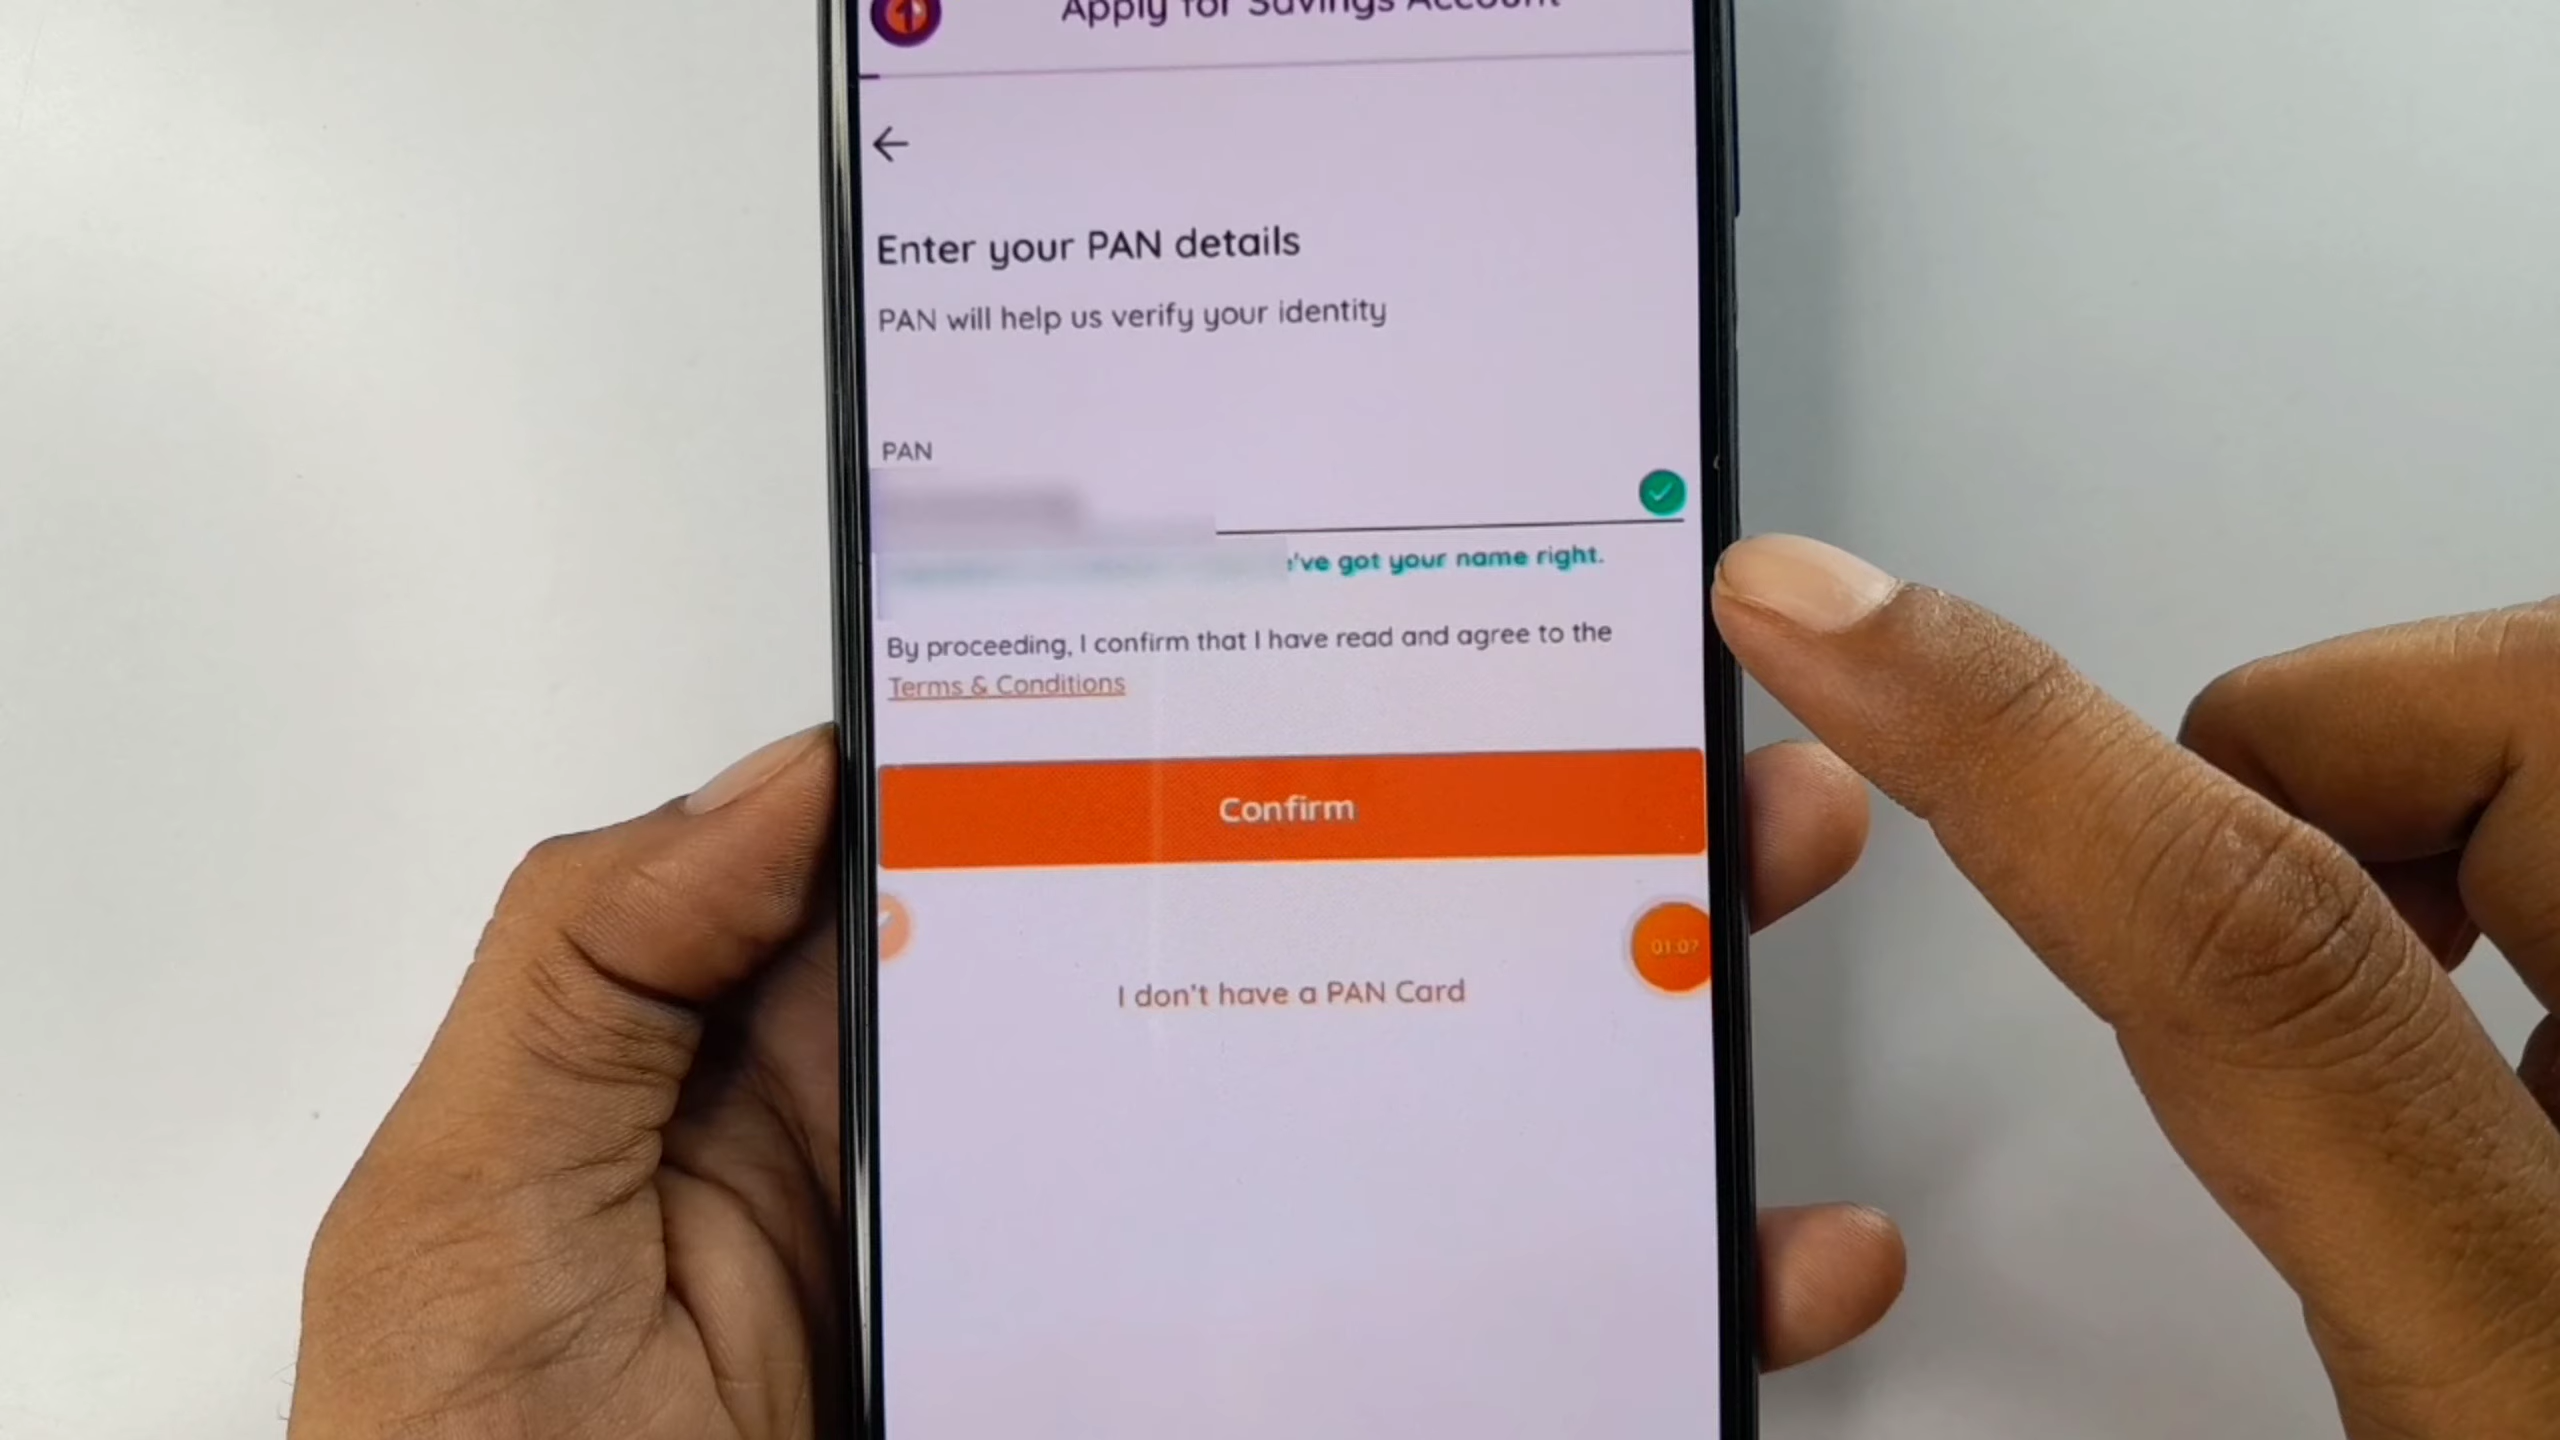 Apply for Savings Account
Enter your PAN details
PAN will help us verify your identity
PAN
've got your name right.
By proceeding, I confirm that I have read and agree to the
Terms & Conditions
Confirm
01:07
I don't have a PAN Card